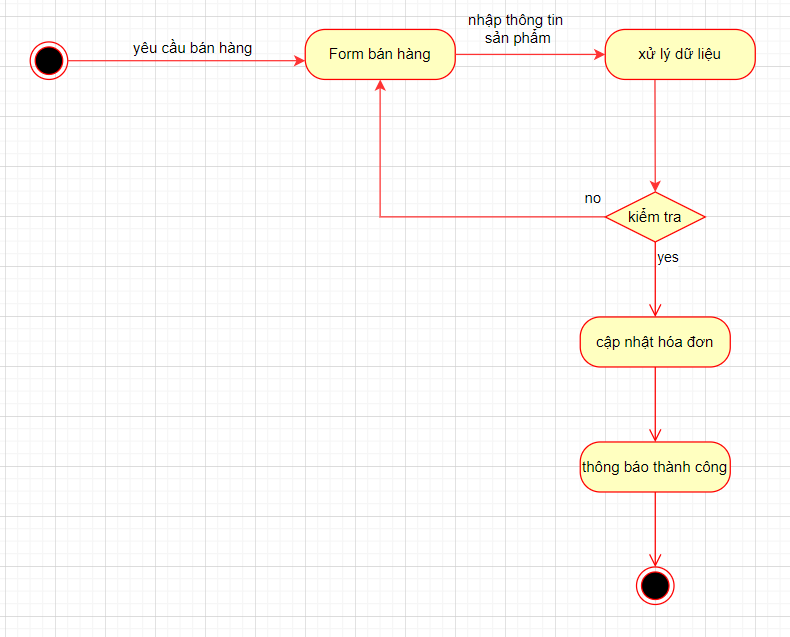 yêu cầu bán hàng
Form bán hàng
nhập thông tin
sản phẩm
xử lý dữ liệu
no
kiểm tra
yes
cập nhật hóa đơn
thông báo thành công